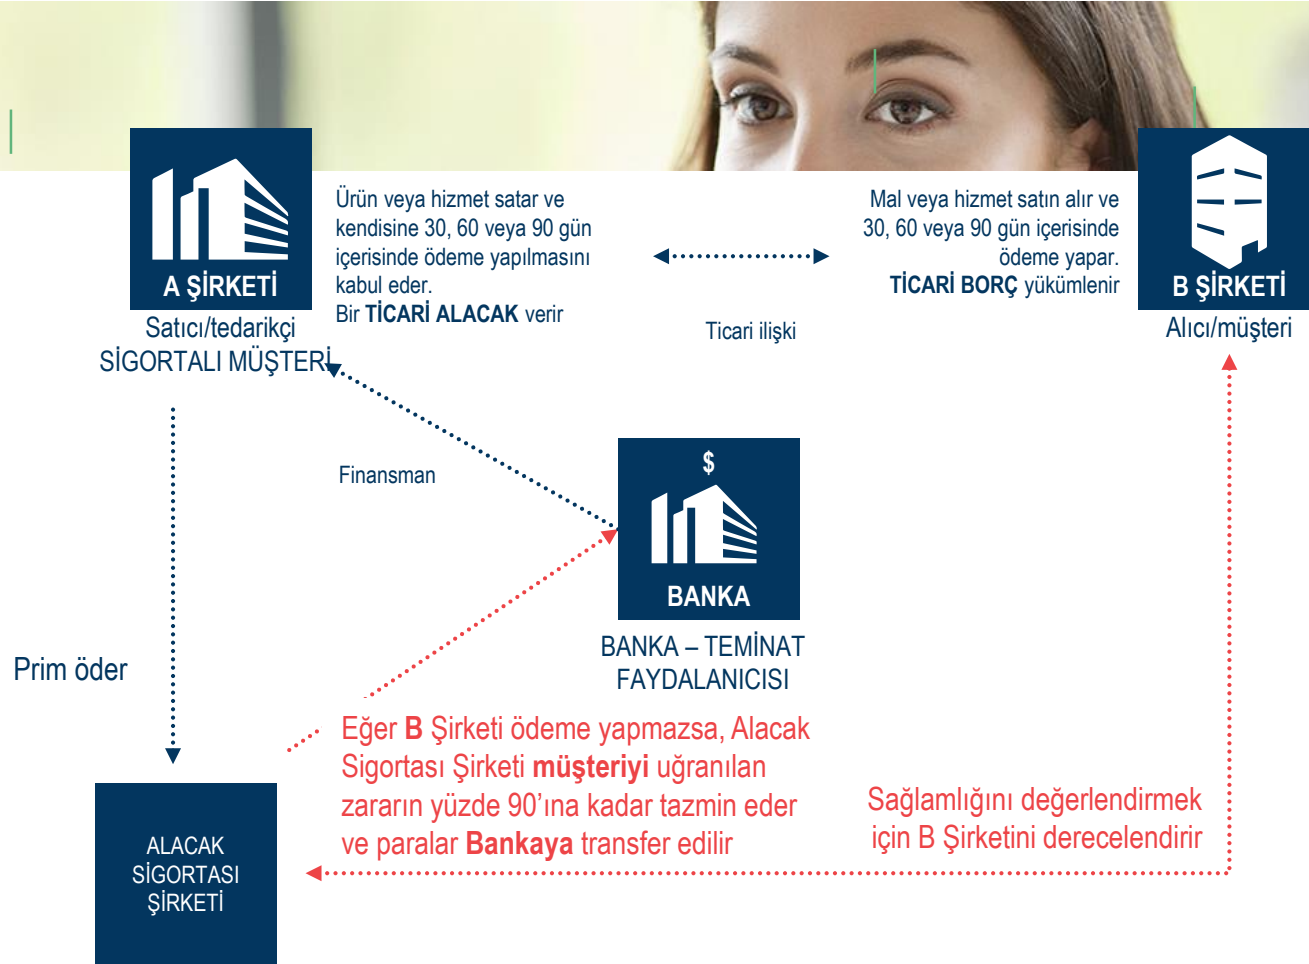 A ŞİRKETİ
Satıcı/tedarikçi
SİGORTALI MÜŞTERİ
Ürün veya hizmet satar ve
kendisine 30, 60 veya 90 gün
içerisinde ödeme yapılmasını
kabul eder.
Bir TİCARİ ALACAK verir
Ticari ilişki
Mal veya hizmet satın alır ve
30, 60 veya 90 gün içerisinde
ödeme yapar.
TİCARİ BORÇ yükümlenir
B ŞİRKETİ
Alıcı/müşteri
Finansman
$
BANKA
BANKA – TEMİNAT
FAYDALANICISI
Prim öder
Eğer B Şirketi ödeme yapmazsa, Alacak
Sigortası Şirketi müşteriyi uğranılan
zararın yüzde 90’ına kadar tazmin eder
ve paralar Bankaya transfer edilir
Sağlamlığını değerlendirmek
için B Şirketini derecelendirir
ALACAK
SİGORTASI
ŞİRKETİ